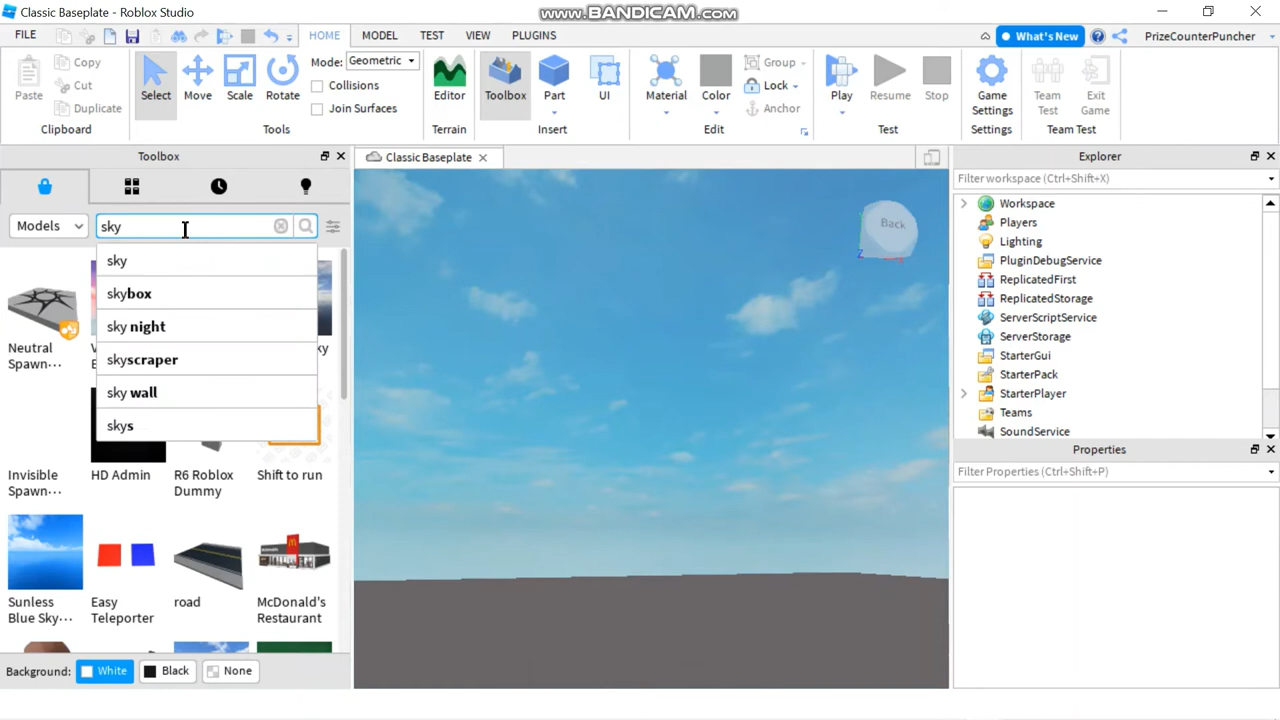 Classic Baseplate - Roblox Studio
www.BANDICAM.com
FILE
HOME
MODEL
TEST
VIEW
PLUGINS
What's New
PrizeCounterPuncher
Paste
Copy
Cut
Duplicate
Clipboard
Select
Move
Scale
Rotate
Mode: Geometric
Collisions
Join Surfaces
Tools
Editor
Terrain
Toolbox
Part
UI
Insert
Material
Color
Group
Lock
Anchor
Edit
Play
Resume
Stop
Test
Game
Settings
Settings
Team
Test
Exit
Game
Team Test
Toolbox
Models
sky
sky
skybox
sky night
skyscraper
sky wall
skys
Neutral
Spawn...
Invisible
Spawn...
HD Admin
R6 Roblox
Dummy
Shift to run
Sunless
Blue Sky...
Easy
Teleporter
road
McDonald's
Restaurant
Background:
White
Black
None
Classic Baseplate
Back
Z
Explorer
Filter workspace (Ctrl+Shift+X)
Workspace
Players
Lighting
PluginDebugService
ReplicatedFirst
ReplicatedStorage
ServerScriptService
ServerStorage
StarterGui
StarterPack
StarterPlayer
Teams
SoundService
Properties
Filter Properties (Ctrl+Shift+P)